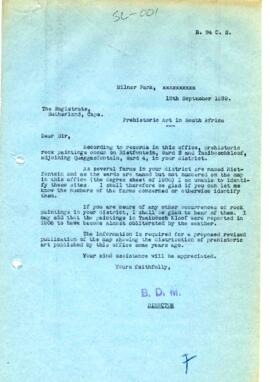 SL-001
B. 94 C. S.
Milner Park, xxxxxxxxxx
12th September 1939.
The Magistrate,
Sutherland, Cape.
Prehistoric Art in South Africa
Dear Sir,
According to records in this office, prehistoric
rock paintings occur on Rietfontein, Ward 2 and
adjoining Quaggasfontein, Ward 4, in your district.
As several farms in your district are named Riet-
fontein and as the wards are named but not numbered on the map
in this office (the degree sheet of 1900) I am unable to identi-
fy these sites. I shall therefore be glad if you can let me
know the numbers of the farms concerned or otherwise identify
them.
If you are aware of any other occurrences of rock
paintings in your district, I shall be glad to hear of them. I
may add that the paintings in Kloof were reported in
1906 to have become almost obliterated by the weather.
The information is required for a proposed revised
publication of the map showing the distribution of prehistoric
art published by this office some years ago.
Your kind assistance will be appreciated.
Yours faithfully,
B. D. M.
DIRECTOR
7